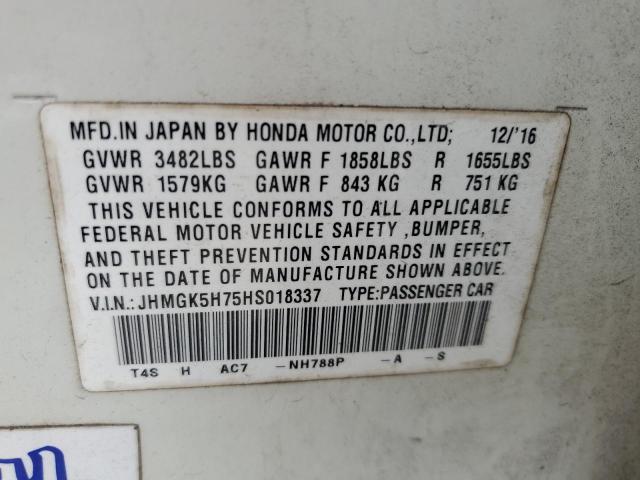 MFD.IN JAPAN BY HONDA MOTOR CO.,LTD; 12/'16
GVWR 3482LBS GAWR F 1858LBS R 1655LBS
GVWR 1579KG GAWR F 843 KG R 751 KG
THIS VEHICLE CONFORMS TO ALL APPLICABLE
FEDERAL MOTOR VEHICLE SAFETY ,BUMPER,
AND THEFT PREVENTION STANDARDS IN EFFECT
ON THE DATE OF MANUFACTURE SHOWN ABOVE.
V.I.N.: JHMGK5H75HS018337 TYPE:PASSENGER CAR
T4S H AC7 -NH788P -A -S